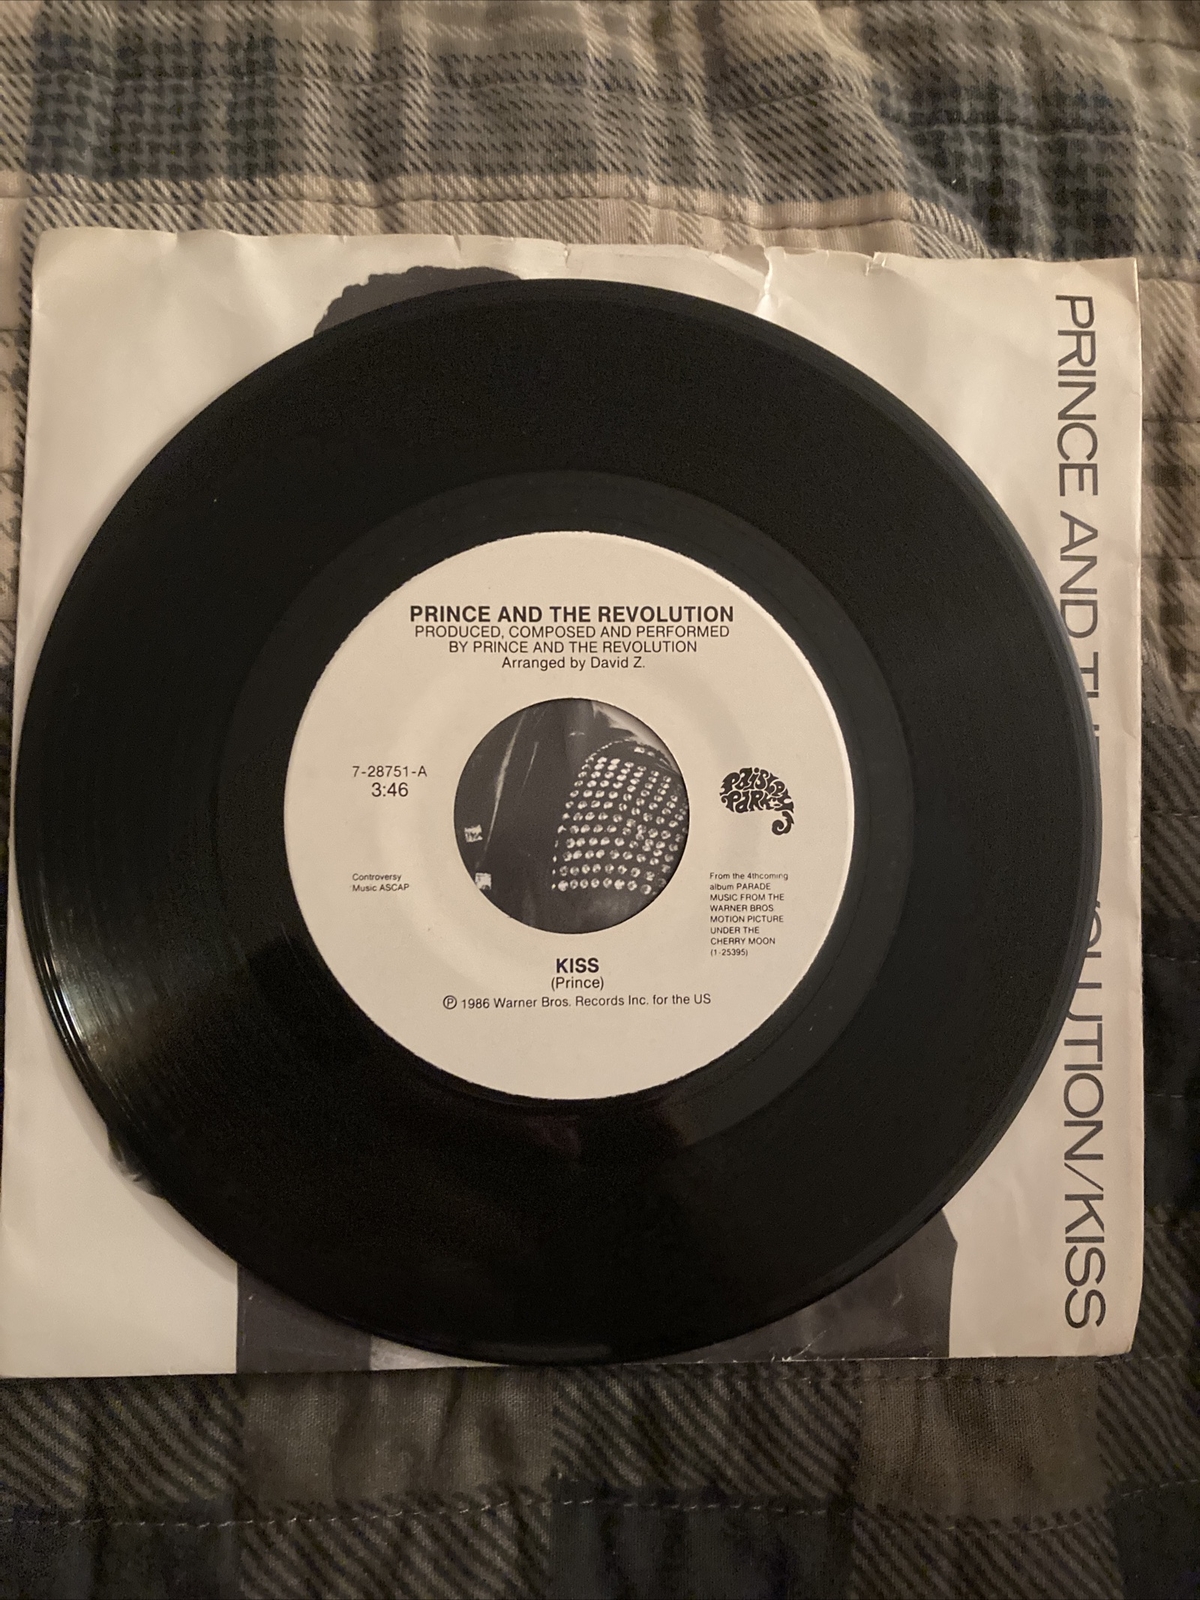 PRINCE AND THE REVOLUTION
PRODUCED, COMPOSED AND PERFORMED
BY PRINCE AND THE REVOLUTION
Arranged by David Z.
7-28751-A
3:46
PAISLEY
PARK
Controversy
Music ASCAP
From the 4thcoming
album PARADE
MUSIC FROM THE
WARNER BROS
MOTION PICTURE
UNDER THE
CHERRY MOON
(1-25395)
KISS
(Prince)
℗ 1986 Warner Bros. Records Inc. for the US
PRINCE AND THE REVOLUTION/KISS